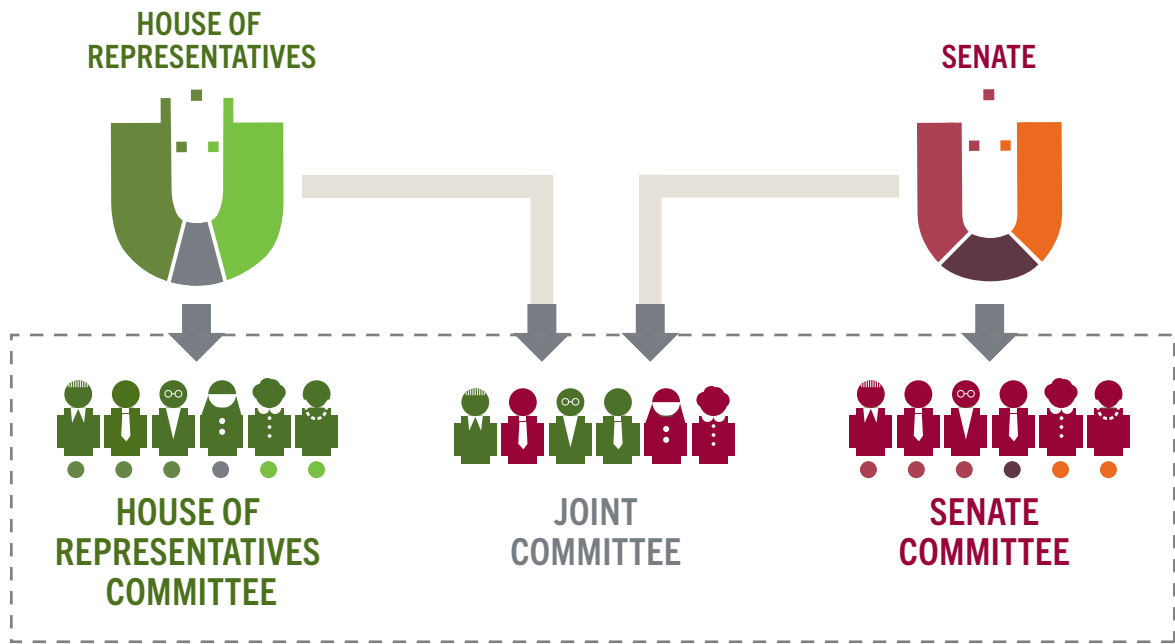 HOUSE OF
REPRESENTATIVES
SENATE
HOUSE OF
REPRESENTATIVES
COMMITTEE
JOINT
COMMITTEE
SENATE
COMMITTEE